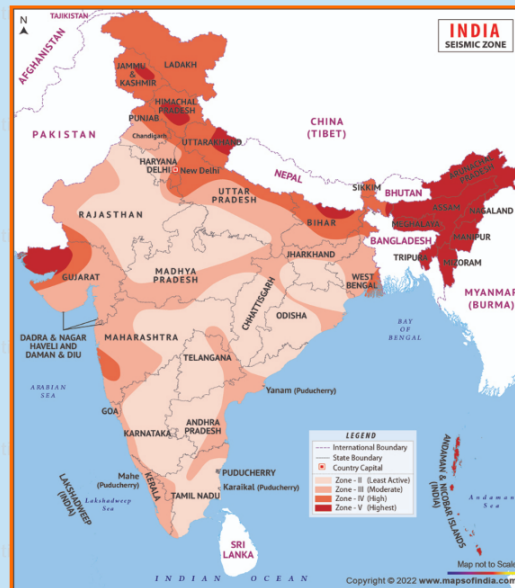 N
INDIA
SEISMIC ZONE
TAJIKISTAN
AFGHANISTAN
PAKISTAN
CHINA
(TIBET)
NEPAL
BHUTAN
BANGLADESH
MYANMAR
(BURMA)
SRI
LANKA
JAMMU
&
KASHMIR
LADAKH
HIMACHAL
PRADESH
PUNJAB
Chandigarh
UTTARAKHAND
HARYANA
DELHI
New Delhi
RAJASTHAN
UTTAR
PRADESH
BIHAR
SIKKIM
ARUNACHAL
PRADESH
ASSAM
NAGALAND
MEGHALAYA
MANIPUR
TRIPURA
MIZORAM
GUJARAT
MADHYA
PRADESH
JHARKHAND
WEST
BENGAL
CHHATTISGARH
ODISHA
DADRA & NAGAR
HAVELI AND
DAMAN & DIU
MAHARASHTRA
TELANGANA
Yanam (Puducherry)
GOA
KARNATAKA
ANDHRA
PRADESH
Mahe
(Puducherry)
KERALA
TAMIL NADU
PUDUCHERRY
Karaikal (Puducherry)
LAKSHADWEEP
(INDIA)
ANDAMAN & NICOBAR ISLANDS
(INDIA)
ARABIAN
SEA
BAY
OF
BENGAL
Lakshadweep
Sea
Andaman
Sea
INDIAN OCEAN
LEGEND
International Boundary
State Boundary
Country Capital
Zone - II (Least Active)
Zone - III (Moderate)
Zone - IV (High)
Zone - V (Highest)
Map not to Scale
Copyright © 2022 www.mapsofindia.com